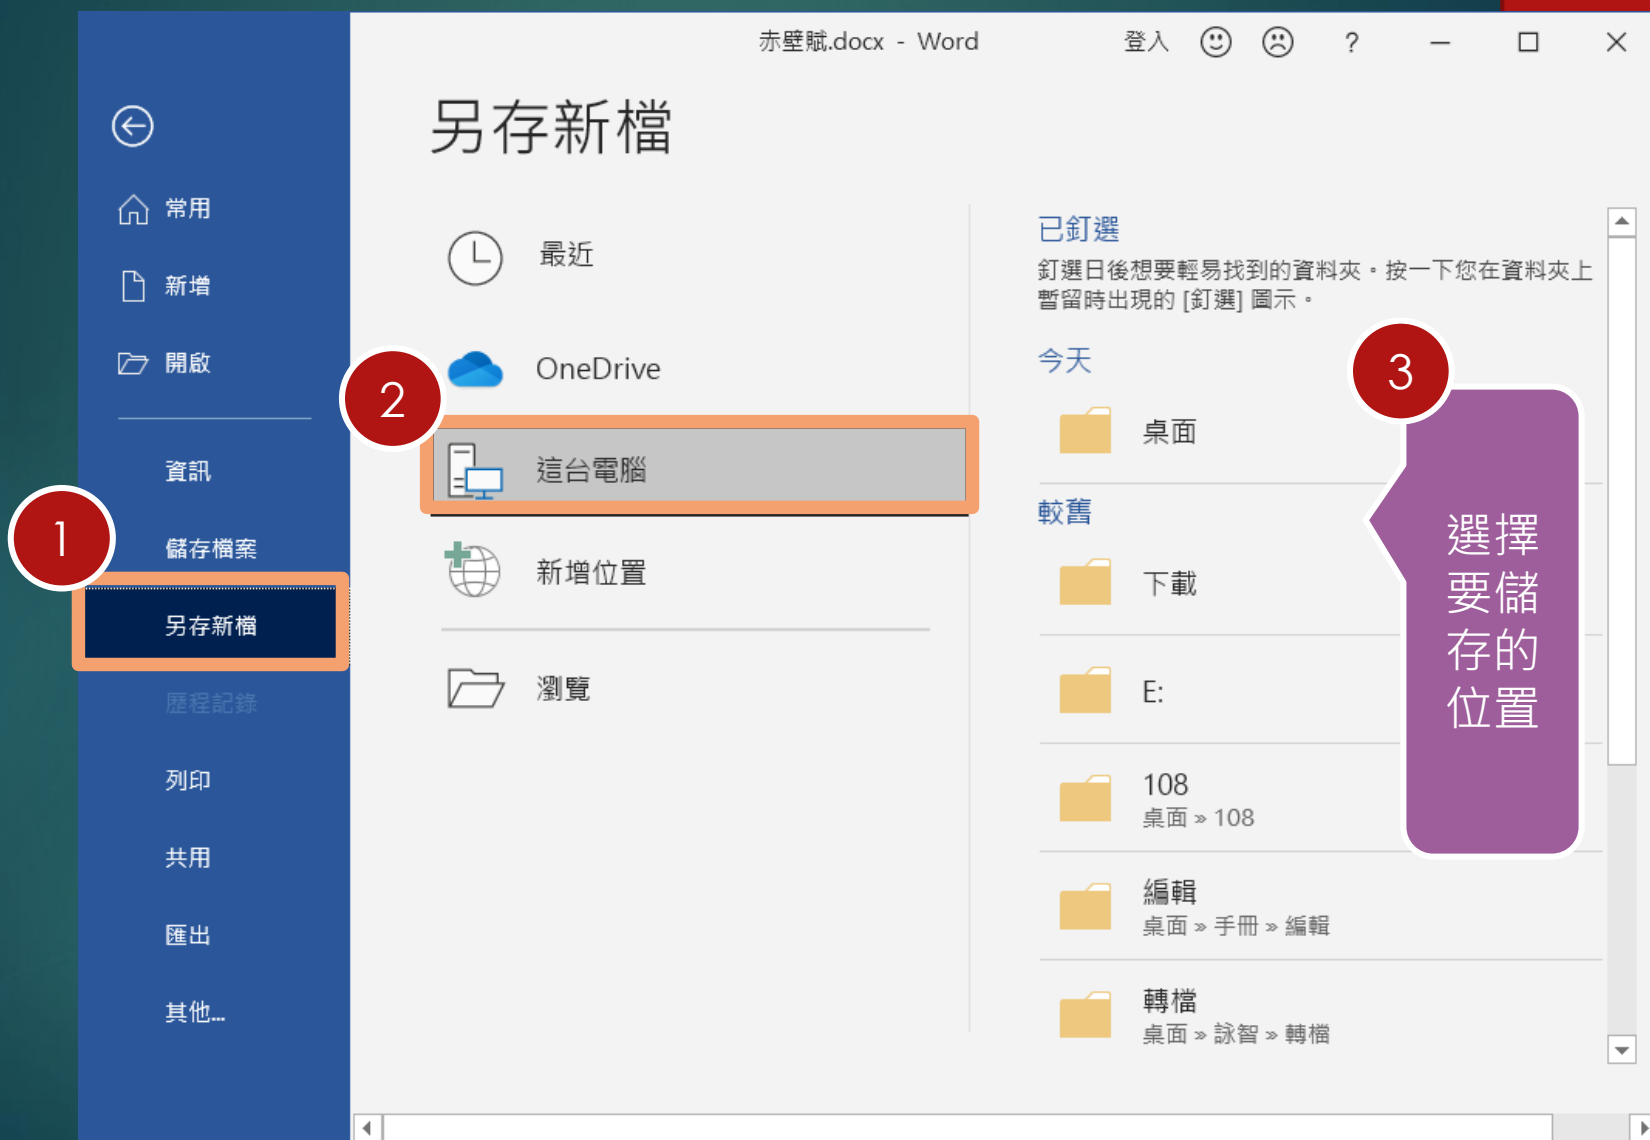 赤壁賦.docx - Word
登入
?
另存新檔
常用
新增
開啟
資訊
儲存檔案
另存新檔
歷程記錄
列印
共用
匯出
其他...
1
2
最近
OneDrive
這台電腦
新增位置
瀏覽
已釘選
釘選日後想要輕易找到的資料夾。按一下您在資料夾上
暫留時出現的 [釘選] 圖示。
今天
桌面
較舊
下載
E:
108
桌面 » 108
編輯
桌面 » 手冊 » 編輯
轉檔
桌面 » 詠智 » 轉檔
3
選擇
要儲
存的
位置